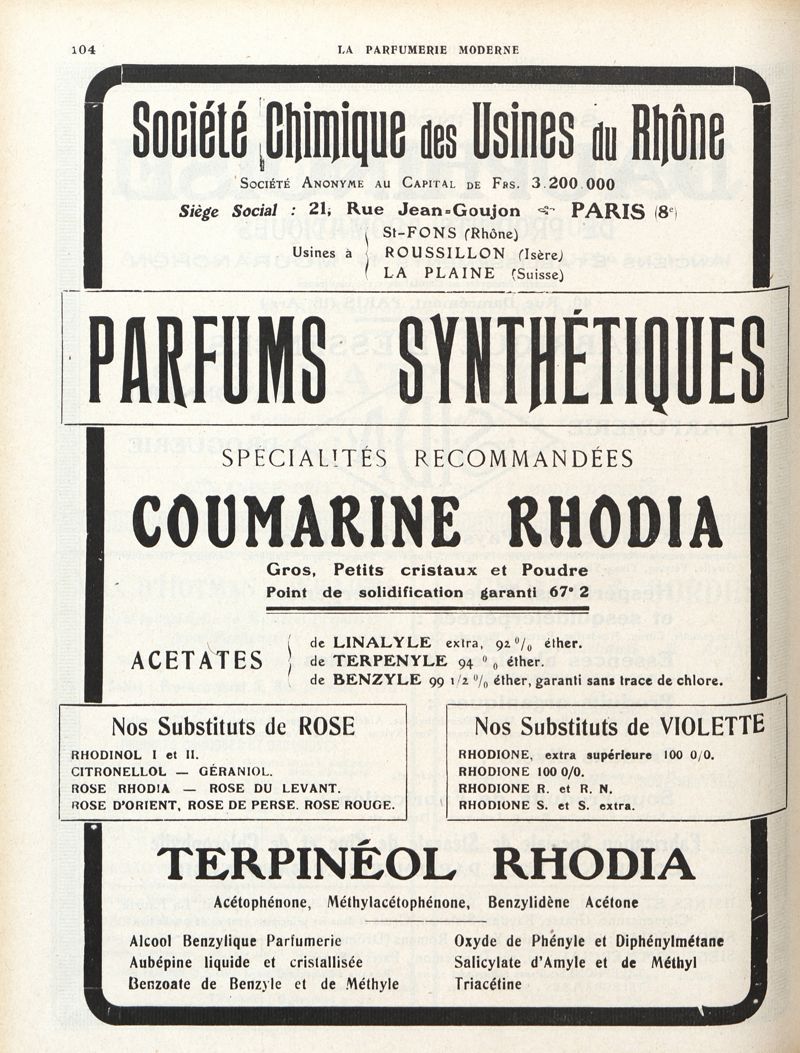 104
LA PARFUMERIE MODERNE
Société Chimique des Usines du Rhône
SOCIÉTÉ ANONYME AU CAPITAL DE FRS. 3.200.000
Siège Social : 21, Rue Jean-Goujon PARIS (8e)
Usines à
St-FONS (Rhône)
ROUSSILLON (Isère)
LA PLAINE (Suisse)
PARFUMS SYNTHÉTIQUES
SPÉCIALITÉS RECOMMANDÉES
COUMARINE RHODIA
Gros, Petits cristaux et Poudre
Point de solidification garanti 67° 2
ACETATES
de LINALYLE extra, 92 % éther.
de TERPENYLE 94 % éther.
de BENZYLE 99 1/2 % éther, garanti sans trace de chlore.
Nos Substituts de ROSE
RHODINOL I et II.
CITRONELLOL — GÉRANIOL.
ROSE RHODIA — ROSE DU LEVANT.
ROSE D'ORIENT, ROSE DE PERSE. ROSE ROUGE.
Nos Substituts de VIOLETTE
RHODIONE, extra supérieure 100 0/0.
RHODIONE 100 0/0.
RHODIONE R. et R. N.
RHODIONE S. et S. extra.
TERPINÉOL RHODIA
Acétophénone, Méthylacétophénone, Benzylidène Acétone
Alcool Benzylique Parfumerie
Aubépine liquide et cristallisée
Benzoate de Benzyle et de Méthyle
Oxyde de Phényle et Diphénylmétane
Salicylate d'Amyle et de Méthyl
Triacétine